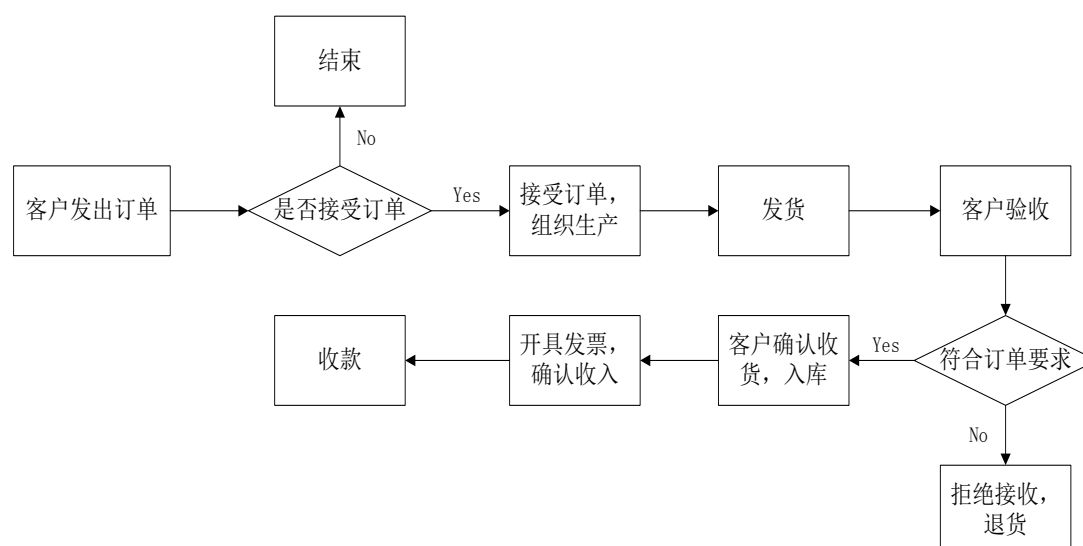 结束
No
客户发出订单
是否接受订单
Yes
接受订单，
组织生产
发货
客户验收
收款
开具发票，
确认收入
客户确认收
货，入库
Yes
符合订单要求
No
拒绝接收，
退货